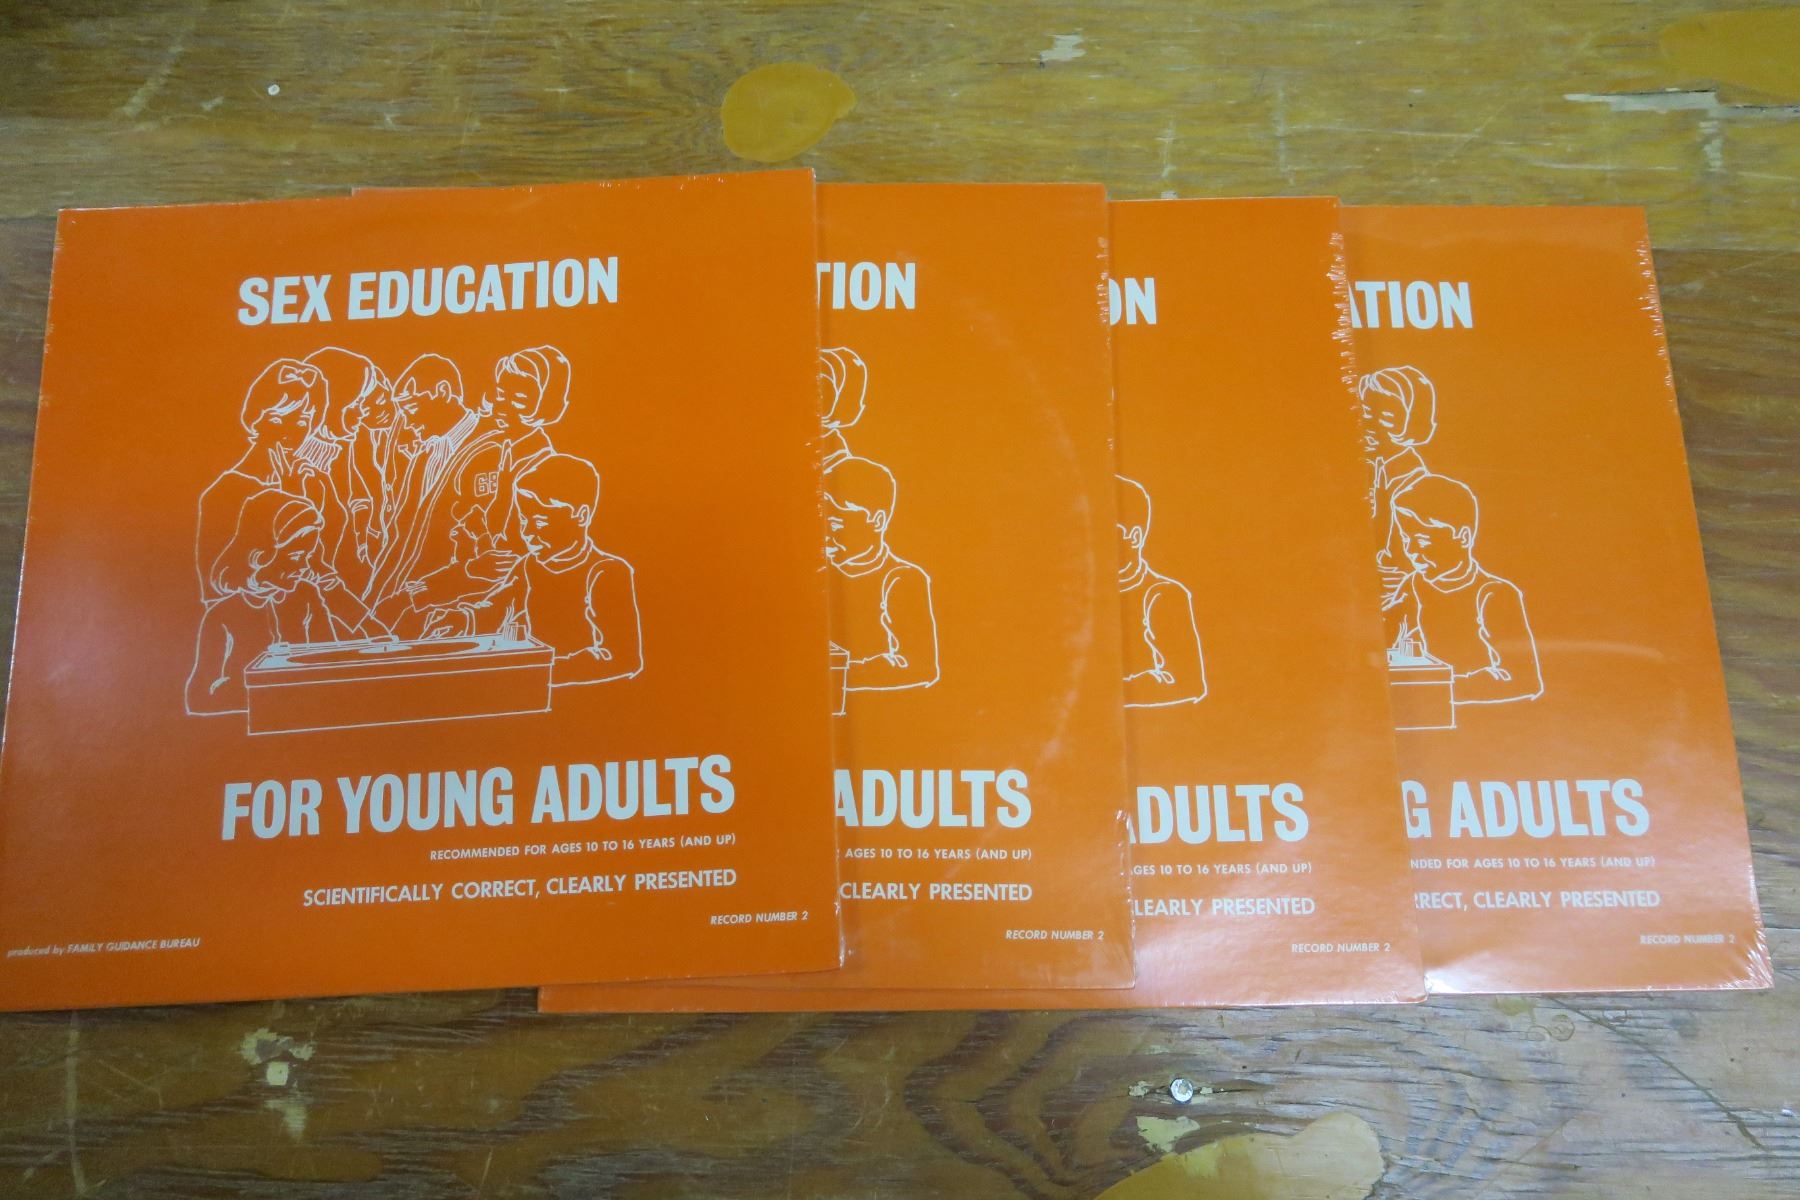 SEX EDUCATION
68
FOR YOUNG ADULTS
RECOMMENDED FOR AGES 10 TO 16 YEARS (AND UP)
SCIENTIFICALLY CORRECT, CLEARLY PRESENTED
RECORD NUMBER 2
produced by FAMILY GUIDANCE BUREAU
TION
ADULTS
AGES 10 TO 16 YEARS (AND UP)
CLEARLY PRESENTED
RECORD NUMBER 2
ON
DULTS
GES 10 TO 16 YEARS (AND UP)
LEARLY PRESENTED
RECORD NUMBER 2
ATION
G ADULTS
NDED FOR AGES 10 TO 16 YEARS (AND UP)
RRECT, CLEARLY PRESENTED
RECORD NUMBER 2